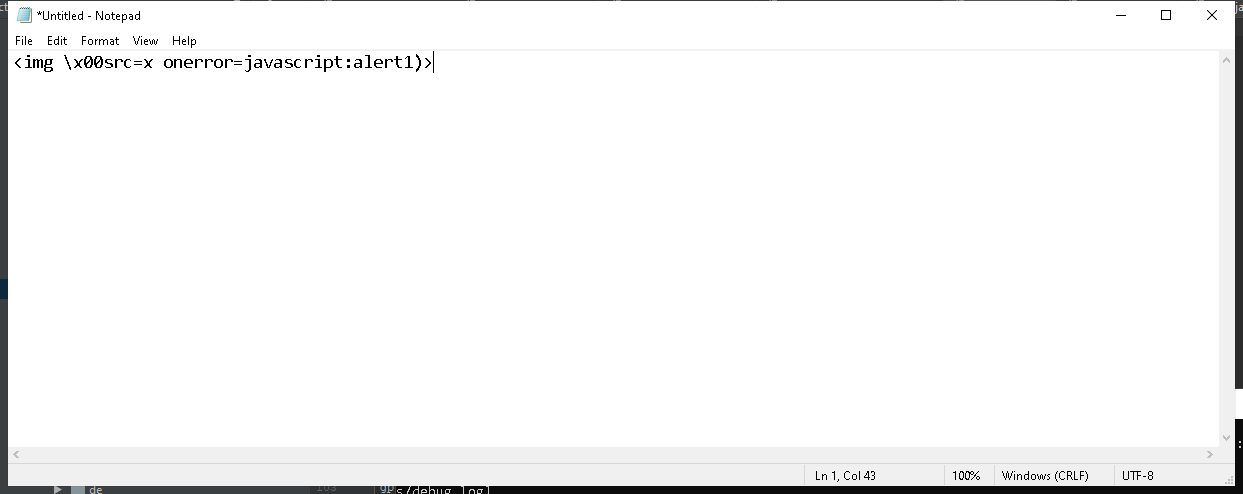 *Untitled - Notepad
File Edit Format View Help
<img \x00src=x onerror=javascript:alert1)>
Ln 1, Col 43 100% Windows (CRLF) UTF-8
de 103 s/debug.log]